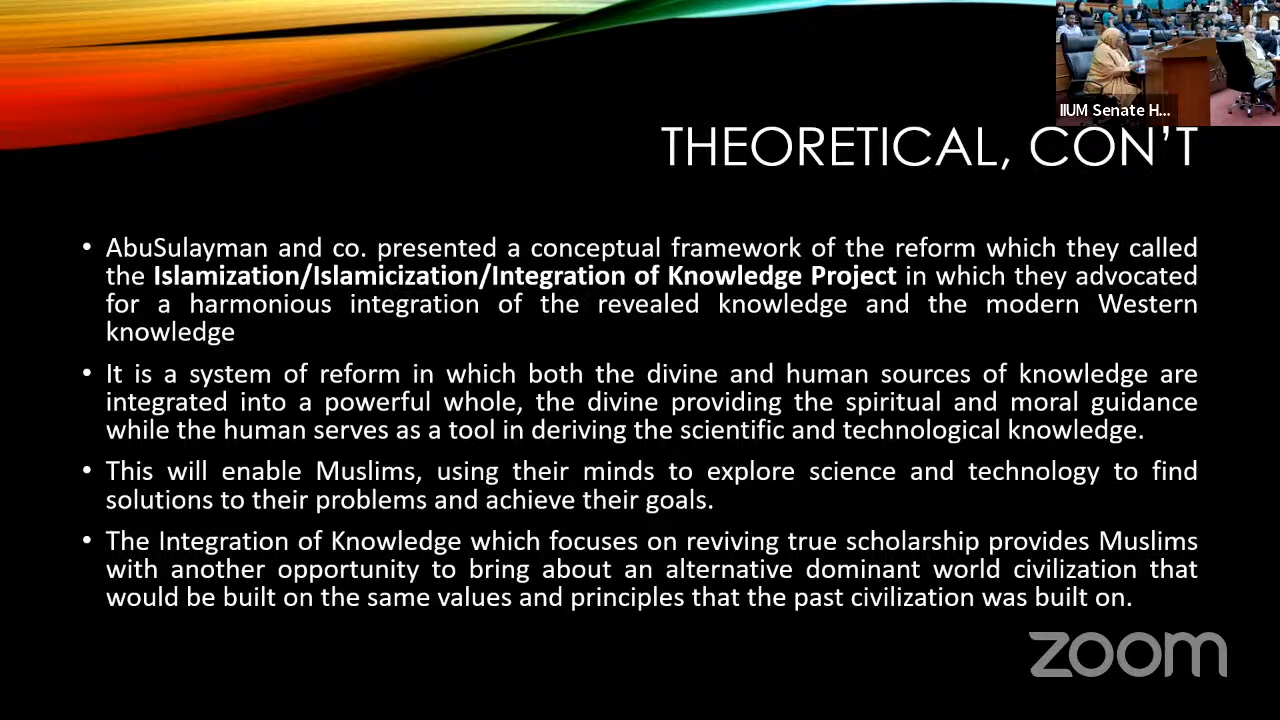 IIUM Senate H...
THEORETICAL, CON'T
• AbuSulayman and co. presented a conceptual framework of the reform which they called
the Islamization/Islamicization/Integration of Knowledge Project in which they advocated
for a harmonious integration of the revealed knowledge and the modern Western
knowledge
• It is a system of reform in which both the divine and human sources of knowledge are
integrated into a powerful whole, the divine providing the spiritual and moral guidance
while the human serves as a tool in deriving the scientific and technological knowledge.
• This will enable Muslims, using their minds to explore science and technology to find
solutions to their problems and achieve their goals.
• The Integration of Knowledge which focuses on reviving true scholarship provides Muslims
with another opportunity to bring about an alternative dominant world civilization that
would be built on the same values and principles that the past civilization was built on.
zoom